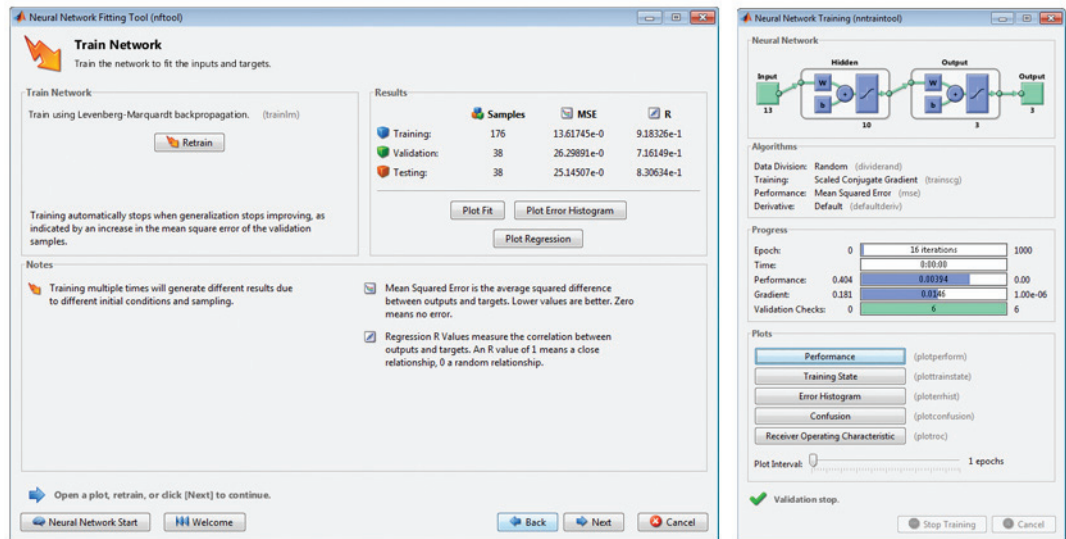 Neural Network Fitting Tool (nftool)
Train Network
Train the network to fit the inputs and targets.
Train Network
Train using Levenberg-Marquardt backpropagation. (trainlm)
Retrain
Training automatically stops when generalization stops improving, as
indicated by an increase in the mean square error of the validation
samples.
Results
Samples MSE R
Training: 176 13.61745e-0 9.18326e-1
Validation: 38 26.29891e-0 7.16149e-1
Testing: 38 25.14507e-0 8.30634e-1
Plot Fit Plot Error Histogram
Plot Regression
Notes
Training multiple times will generate different results due
to different initial conditions and sampling.
Mean Squared Error is the average squared difference
between outputs and targets. Lower values are better. Zero
means no error.
Regression R Values measure the correlation between
outputs and targets. An R value of 1 means a close
relationship, 0 a random relationship.
Open a plot, retrain, or click [Next] to continue.
Neural Network Start Welcome Back Next Cancel
Neural Network Training (nntraintool)
Neural Network
Hidden Output
Input W b + W b + Output
13 10 3 3
Algorithms
Data Division: Random (dividerand)
Training: Scaled Conjugate Gradient (trainscg)
Performance: Mean Squared Error (mse)
Derivative: Default (defaultderiv)
Progress
Epoch: 0 16 iterations 1000
Time: 0:00:00
Performance: 0.404 0.00394 0.00
Gradient: 0.181 0.0146 1.00e-06
Validation Checks: 0 6 6
Plots
Performance (plotperform)
Training State (plottrainstate)
Error Histogram (ploterrhist)
Confusion (plotconfusion)
Receiver Operating Characteristic (plotroc)
Plot Interval: 1 epochs
Validation stop.
Stop Training Cancel